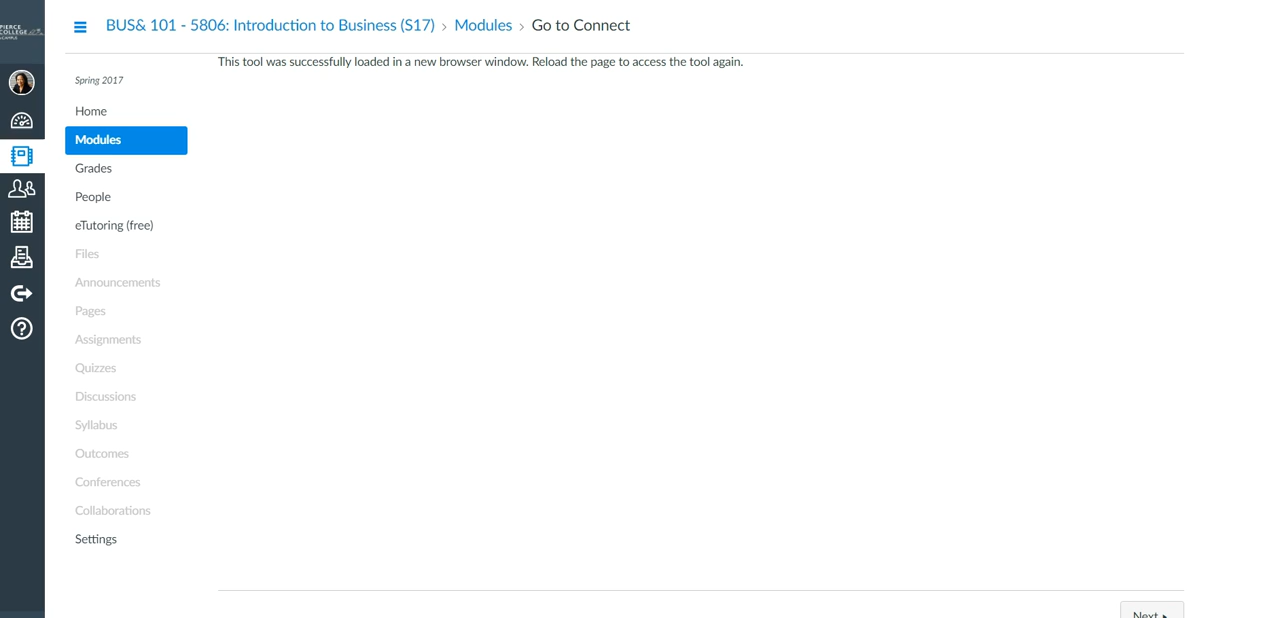 PIERCE
COLLEGE
BUS& 101 - 5806: Introduction to Business (S17) › Modules › Go to Connect
This tool was successfully loaded in a new browser window. Reload the page to access the tool again.
Spring 2017
Home
Modules
Grades
People
eTutoring (free)
Files
Announcements
Pages
Assignments
Quizzes
Discussions
Syllabus
Outcomes
Conferences
Collaborations
Settings
Next